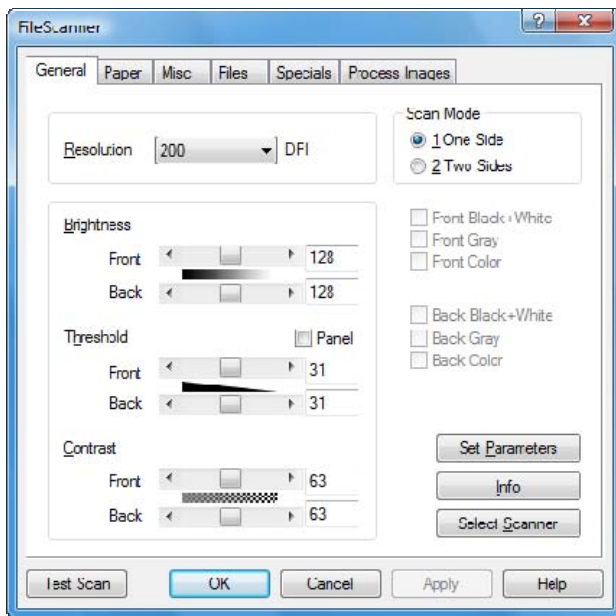 FileScanner
General Paper Misc Files Specials Process Images
Resolution 200 DPI
Scan Mode
1 One Side
2 Two Sides
Brightness
Front 128
Back 128
Threshold Panel
Front 31
Back 31
Contrast
Front 63
Back 63
Front Black+White
Front Gray
Front Color
Back Black+White
Back Gray
Back Color
Set Parameters
Info
Select Scanner
Test Scan OK Cancel Apply Help